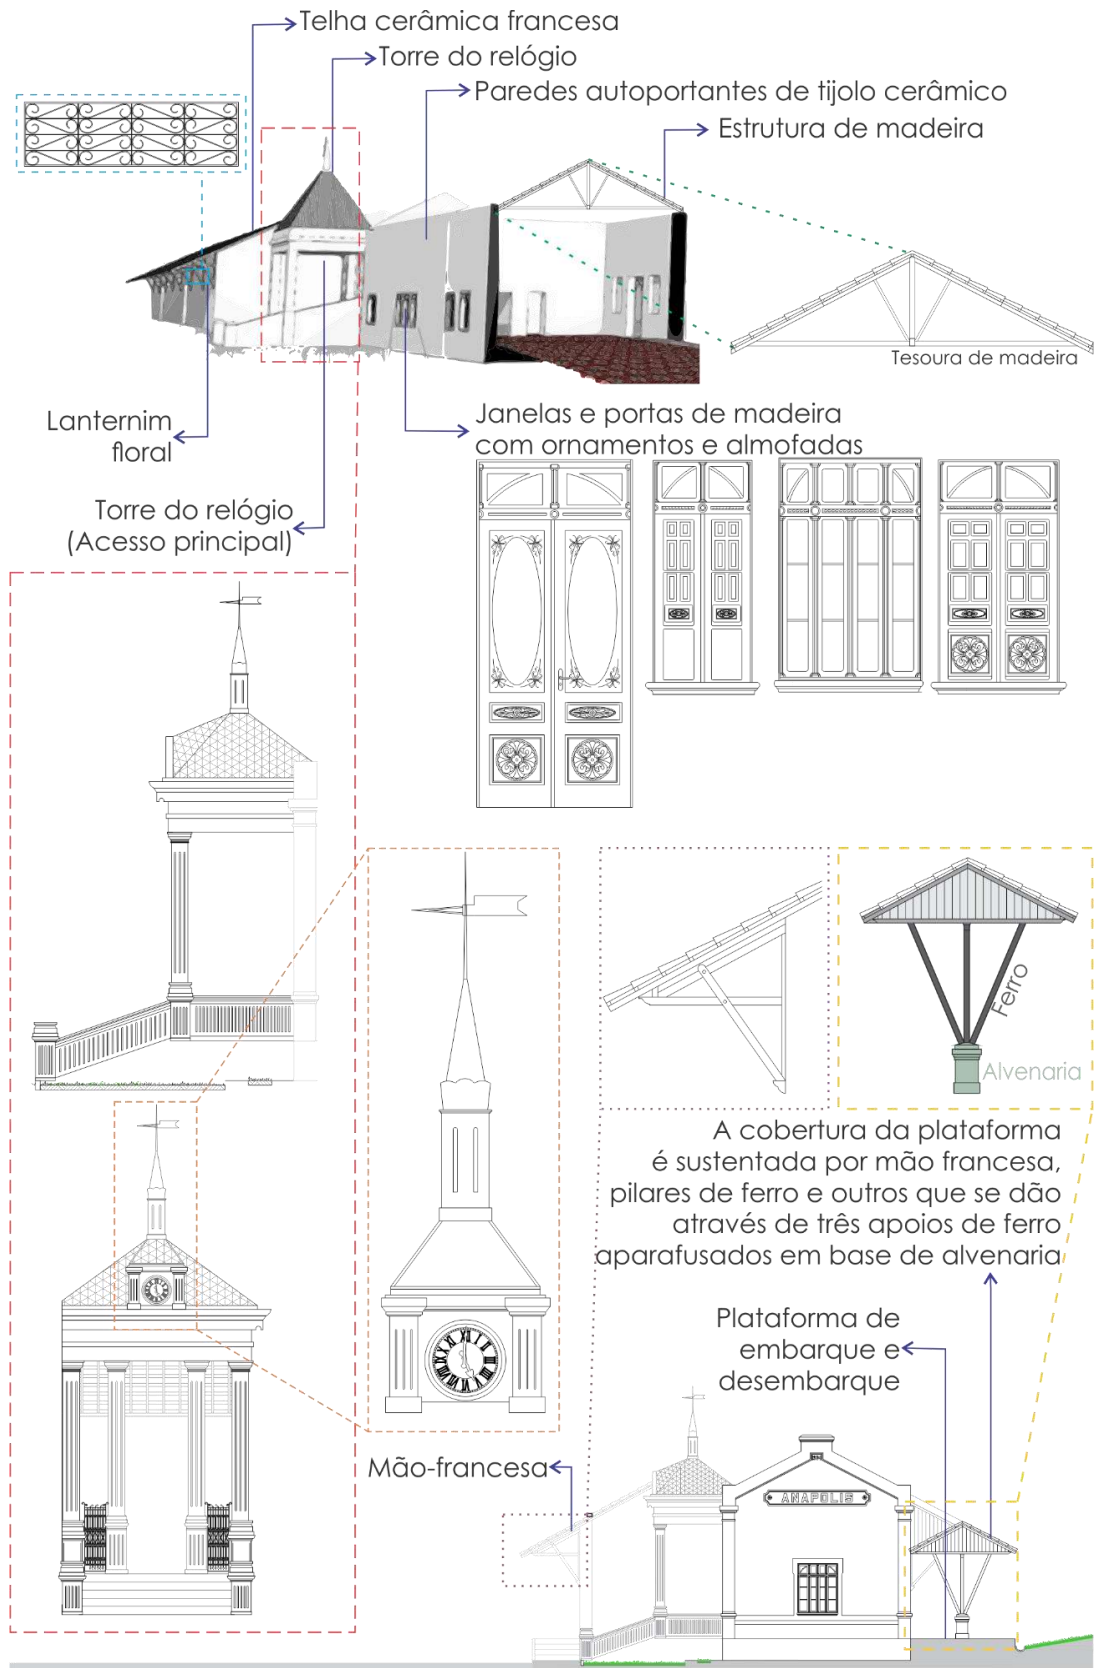 Telha cerâmica francesa
Torre do relógio
Paredes autoportantes de tijolo cerâmico
Estrutura de madeira
Tesoura de madeira
Lanternim
floral
Janelas e portas de madeira
com ornamentos e almofadas
Torre do relógio
(Acesso principal)
Ferro
Alvenaria
A cobertura da plataforma
é sustentada por mão francesa,
pilares de ferro e outros que se dão
através de três apoios de ferro
aparafusados em base de alvenaria
Plataforma de
embarque e
desembarque
Mão-francesa
ANAPOLIS